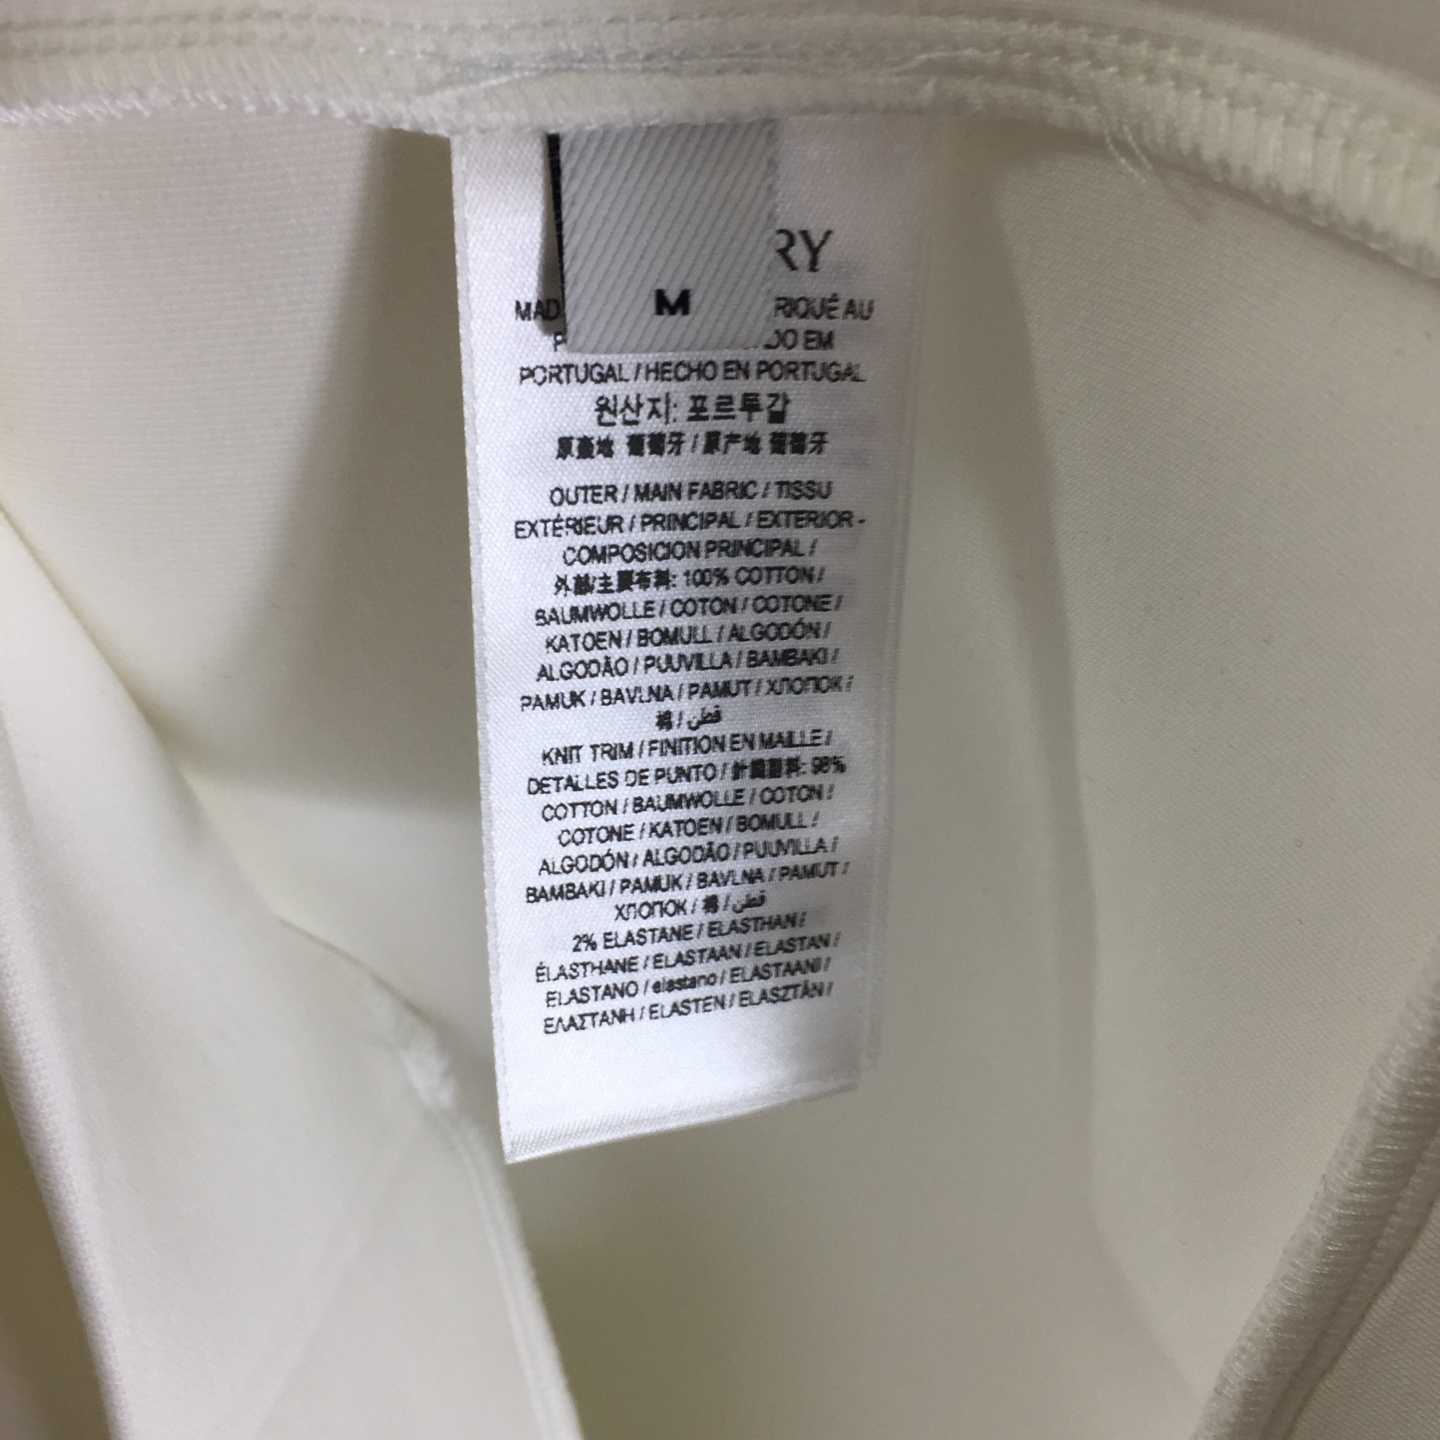 RY
M
MAD RIQUÉ AU
P DO EM
PORTUGAL / HECHO EN PORTUGAL
원산지: 포르투갈
原產地 葡萄牙 / 原产地 葡萄牙
OUTER / MAIN FABRIC / TISSU
EXTÉRIEUR / PRINCIPAL / EXTERIOR -
COMPOSICION PRINCIPAL /
外部/主要布料: 100% COTTON /
BAUMWOLLE / COTON / COTONE /
KATOEN / BOMULL / ALGODÓN /
ALGODÃO / PUUVILLA / BAMBAKI /
PAMUK / BAVLNA / PAMUT / ХЛОПОК /
棉 / قطن
KNIT TRIM / FINITION EN MAILLE /
DETALLES DE PUNTO / 針織副料: 98%
COTTON / BAUMWOLLE / COTON /
COTONE / KATOEN / BOMULL /
ALGODÓN / ALGODÃO / PUUVILLA /
BAMBAKI / PAMUK / BAVLNA / PAMUT /
ХЛОПОК / 棉 / قطن
2% ELASTANE / ELASTHAN /
ÉLASTHANE / ELASTAAN / ELASTAN /
ELASTANO / elastano / ELASTAANI /
ΕΛΑΣΤΑΝΗ / ELASTEN / ELASZTÁN /